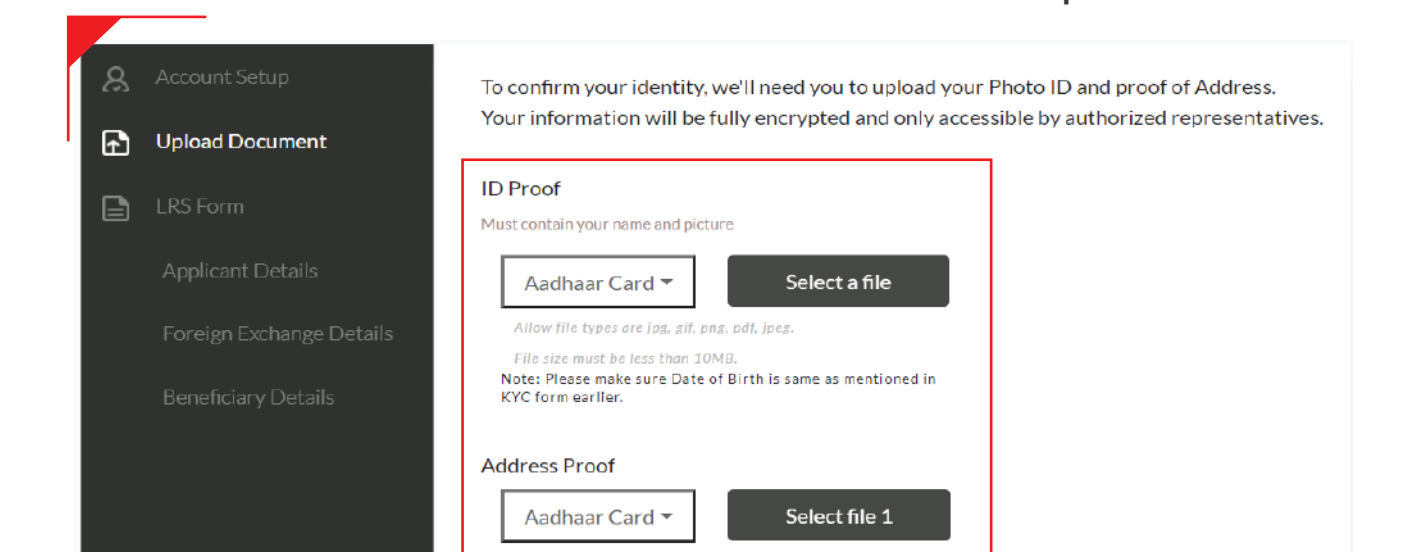 Account Setup
Upload Document
LRS Form
Applicant Details
Foreign Exchange Details
Beneficiary Details
To confirm your identity, we'll need you to upload your Photo ID and proof of Address.
Your information will be fully encrypted and only accessible by authorized representatives.
ID Proof
Must contain your name and picture
Aadhaar Card
Select a file
Allow file types are jpg, gif, png, pdf, jpeg.
File size must be less than 10MB.
Note: Please make sure Date of Birth is same as mentioned in
KYC form earlier.
Address Proof
Aadhaar Card
Select file 1